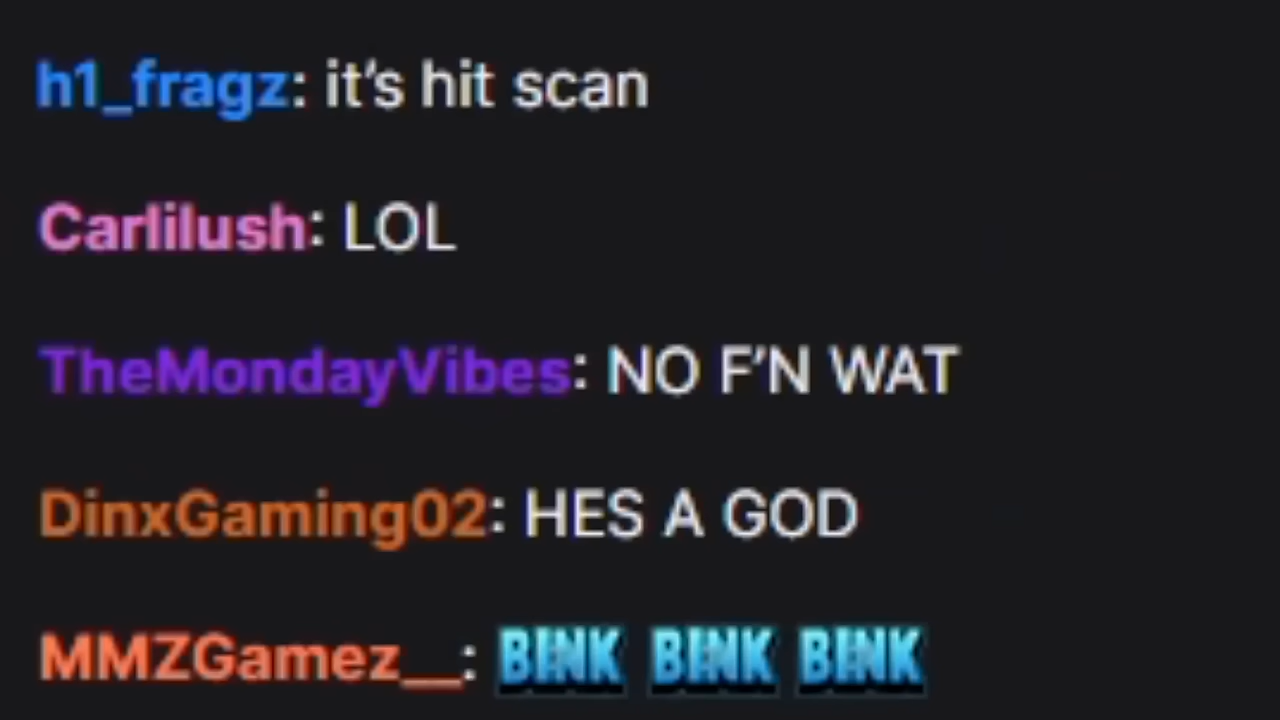 h1_fragz: it's hit scan
Carlilush: LOL
TheMondayVibes: NO F'N WAT
DinxGaming02: HES A GOD
MMZGamez__: BINK BINK BINK